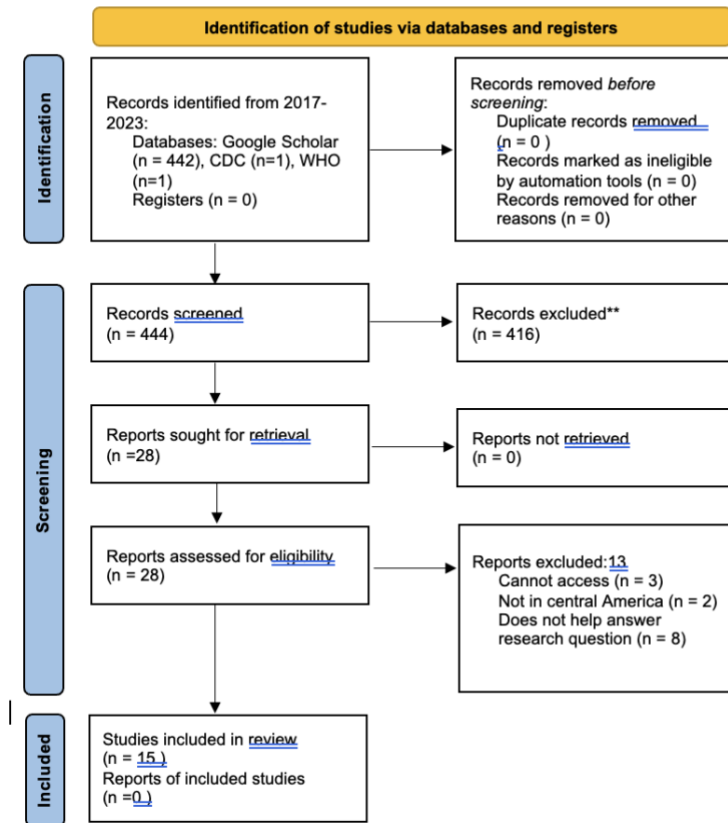 Identification of studies via databases and registers
Identification
Records identified from 2017-
2023:
Databases: Google Scholar
(n = 442), CDC (n=1), WHO
(n=1)
Registers (n = 0)
Records removed before
screening:
Duplicate records removed
(n = 0 )
Records marked as ineligible
by automation tools (n = 0)
Records removed for other
reasons (n = 0)
Screening
Records screened
(n = 444)
Records excluded**
(n = 416)
Reports sought for retrieval
(n =28)
Reports not retrieved
(n = 0)
Reports assessed for eligibility
(n = 28)
Reports excluded:13
Cannot access (n = 3)
Not in central America (n = 2)
Does not help answer
research question (n = 8)
Included
Studies included in review
(n = 15 )
Reports of included studies
(n =0 )